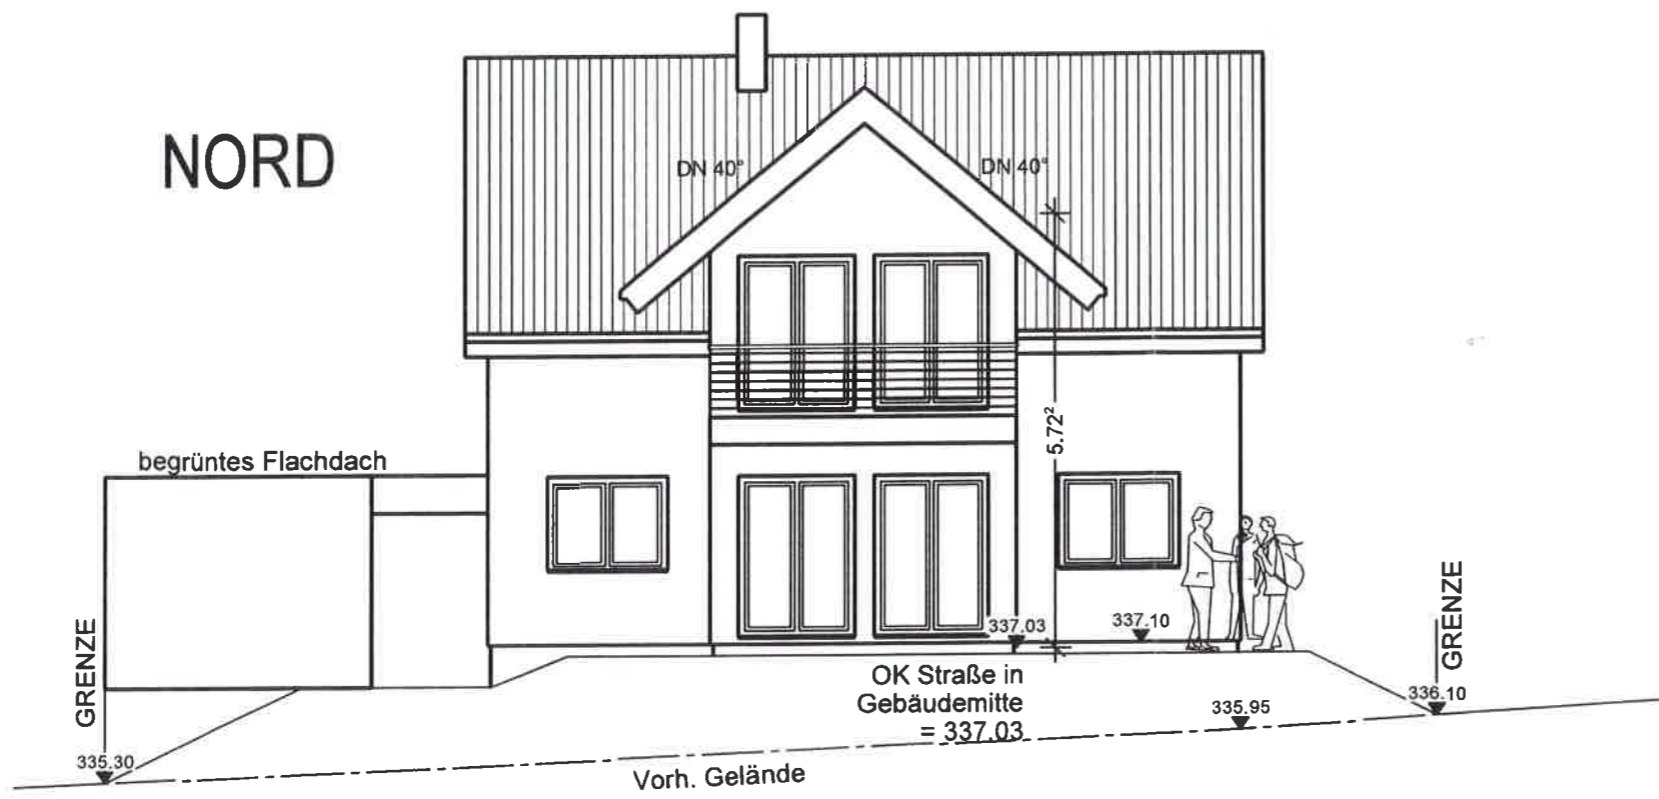 NORD
DN 40°
DN 40°
5.72²
begrüntes Flachdach
337.03
337.10
GRENZE
GRENZE
OK Straße in
Gebäudemitte
= 337.03
335.95
336.10
335.30
Vorh. Gelände